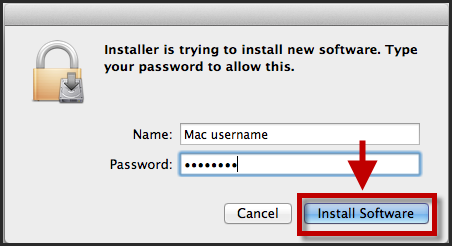 Installer is trying to install new software. Type
your password to allow this.
Name: Mac username
Password: ••••••••
Cancel Install Software